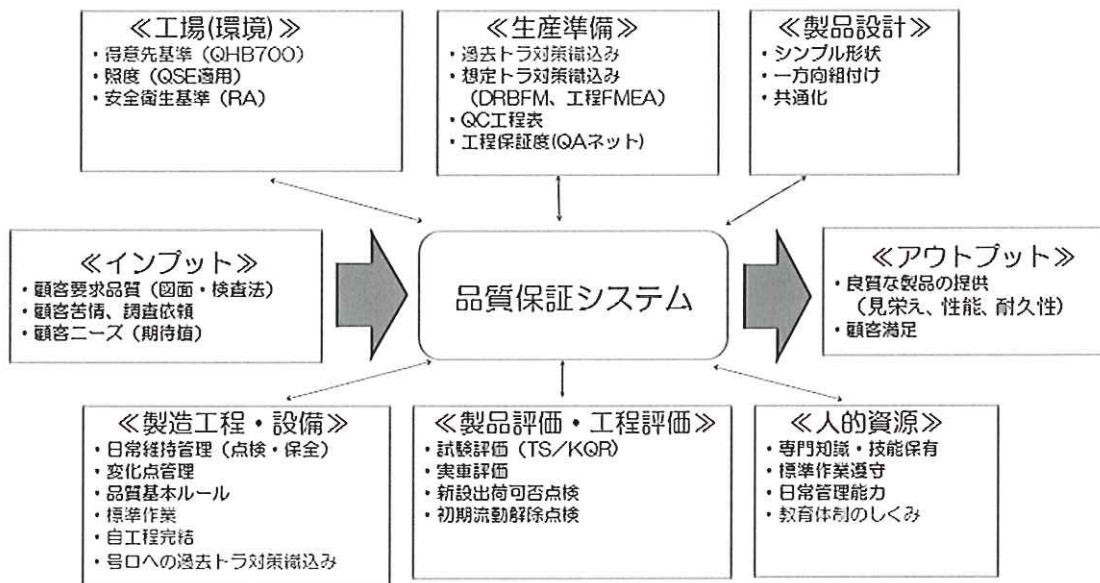 ≪工場(環境)≫
・得意先基準（QHB700）
・照度（QSE適用）
・安全衛生基準（RA）
≪生産準備≫
・過去トラ対策織込み
・想定トラ対策織込み
（DRBFM、工程FMEA）
・QC工程表
・工程保証度(QAネット)
≪製品設計≫
・シンプル形状
・一方向組付け
・共通化
≪インプット≫
・顧客要求品質（図面・検査法）
・顧客苦情、調査依頼
・顧客ニーズ（期待値）
品質保証システム
≪アウトプット≫
・良質な製品の提供
（見栄え、性能、耐久性）
・顧客満足
≪製造工程・設備≫
・日常維持管理（点検・保全）
・変化点管理
・品質基本ルール
・標準作業
・自工程完結
・号口への過去トラ対策織込み
≪製品評価・工程評価≫
・試験評価（TS／KQR）
・実車評価
・新設出荷可否点検
・初期流動解除点検
≪人的資源≫
・専門知識・技能保有
・標準作業遵守
・日常管理能力
・教育体制のしくみ